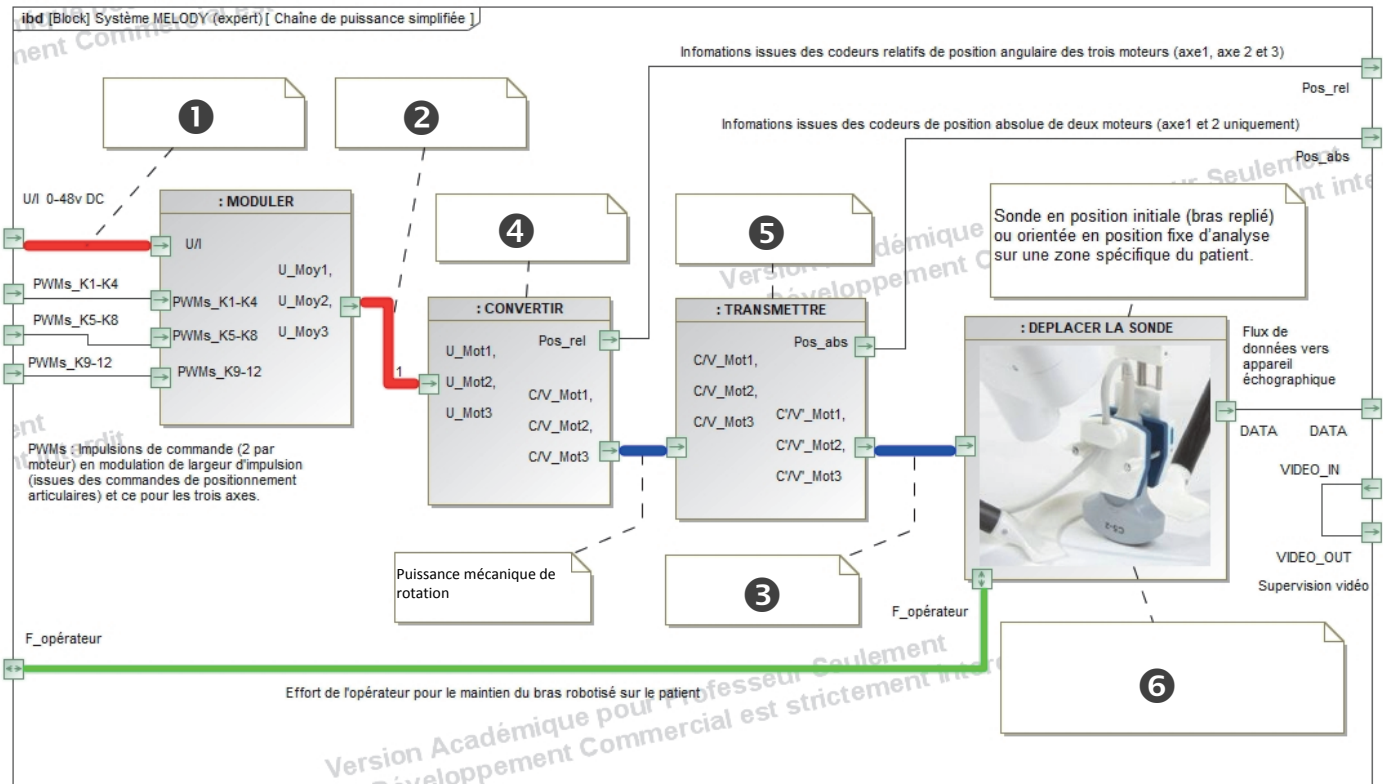 ibd [Block] Système MELODY (expert) [ Chaîne de puissance simplifiée ]
Infomations issues des codeurs relatifs de position angulaire des trois moteurs (axe1, axe 2 et 3)
Pos_rel
❶
❷
Infomations issues des codeurs de position absolue de deux moteurs (axe1 et 2 uniquement)
Pos_abs
U/I 0-48v DC
: MODULER
U/I
U_Moy1,
U_Moy2,
U_Moy3
PWMs_K1-K4
PWMs_K1-K4
PWMs_K5-K8
PWMs_K5-K8
PWMs_K9-12
PWMs_K9-12
PWMs : Impulsions de commande (2 par
moteur) en modulation de largeur d'impulsion
(issues des commandes de positionnement
articulaires) et ce pour les trois axes.
❹
1
: CONVERTIR
Pos_rel
U_Mot1,
U_Mot2,
U_Mot3
C/V_Mot1,
C/V_Mot2,
C/V_Mot3
❺
: TRANSMETTRE
Pos_abs
C/V_Mot1,
C/V_Mot2,
C/V_Mot3
C'/V'_Mot1,
C'/V'_Mot2,
C'/V'_Mot3
Sonde en position initiale (bras replié)
ou orientée en position fixe d'analyse
sur une zone spécifique du patient.
: DEPLACER LA SONDE
C5-2
Flux de
données vers
appareil
échographique
DATA DATA
VIDEO_IN
VIDEO_OUT
Supervision vidéo
Puissance mécanique de
rotation
❸
F_opérateur
❻
F_opérateur
Effort de l'opérateur pour le maintien du bras robotisé sur le patient
Version Académique pour Professeur Seulement
Développement Commercial est strictement